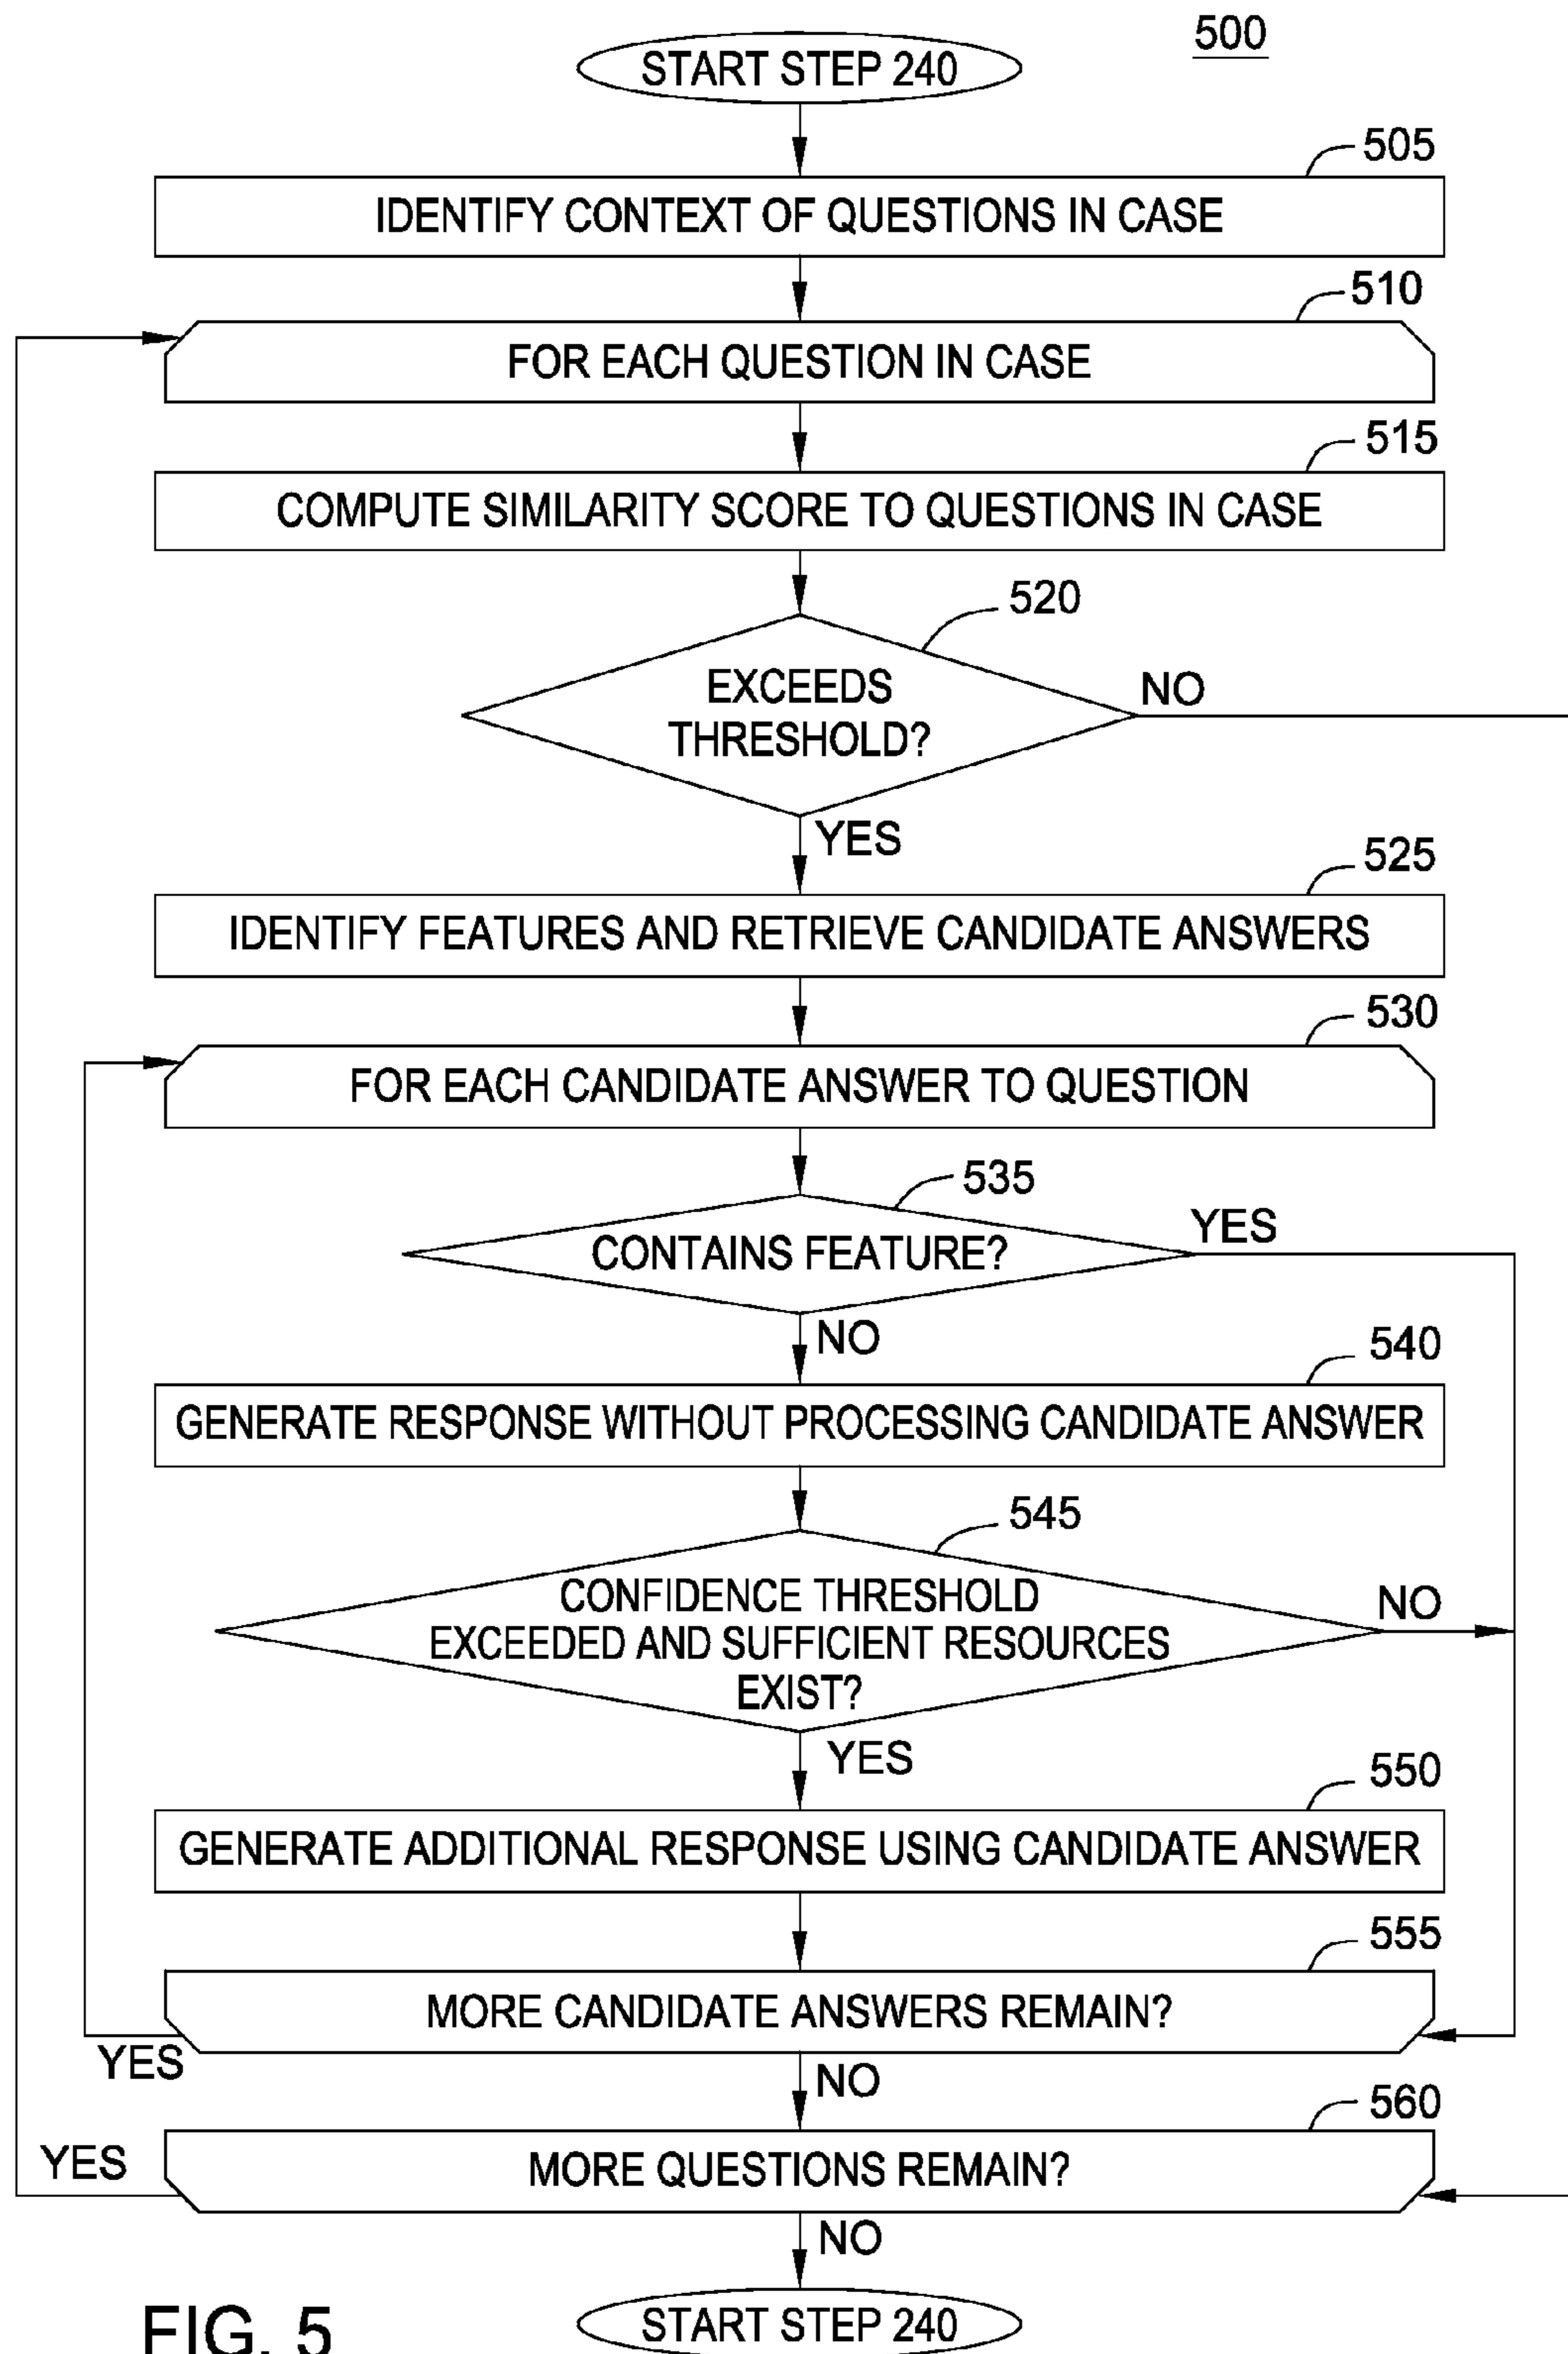 500
START STEP 240
505
IDENTIFY CONTEXT OF QUESTIONS IN CASE
510
FOR EACH QUESTION IN CASE
515
COMPUTE SIMILARITY SCORE TO QUESTIONS IN CASE
520
EXCEEDS
THRESHOLD?
NO
YES
525
IDENTIFY FEATURES AND RETRIEVE CANDIDATE ANSWERS
530
FOR EACH CANDIDATE ANSWER TO QUESTION
535
CONTAINS FEATURE?
YES
NO
540
GENERATE RESPONSE WITHOUT PROCESSING CANDIDATE ANSWER
545
CONFIDENCE THRESHOLD
EXCEEDED AND SUFFICIENT RESOURCES
EXIST?
NO
YES
550
GENERATE ADDITIONAL RESPONSE USING CANDIDATE ANSWER
555
MORE CANDIDATE ANSWERS REMAIN?
YES
NO
560
MORE QUESTIONS REMAIN?
YES
NO
START STEP 240
FIG. 5